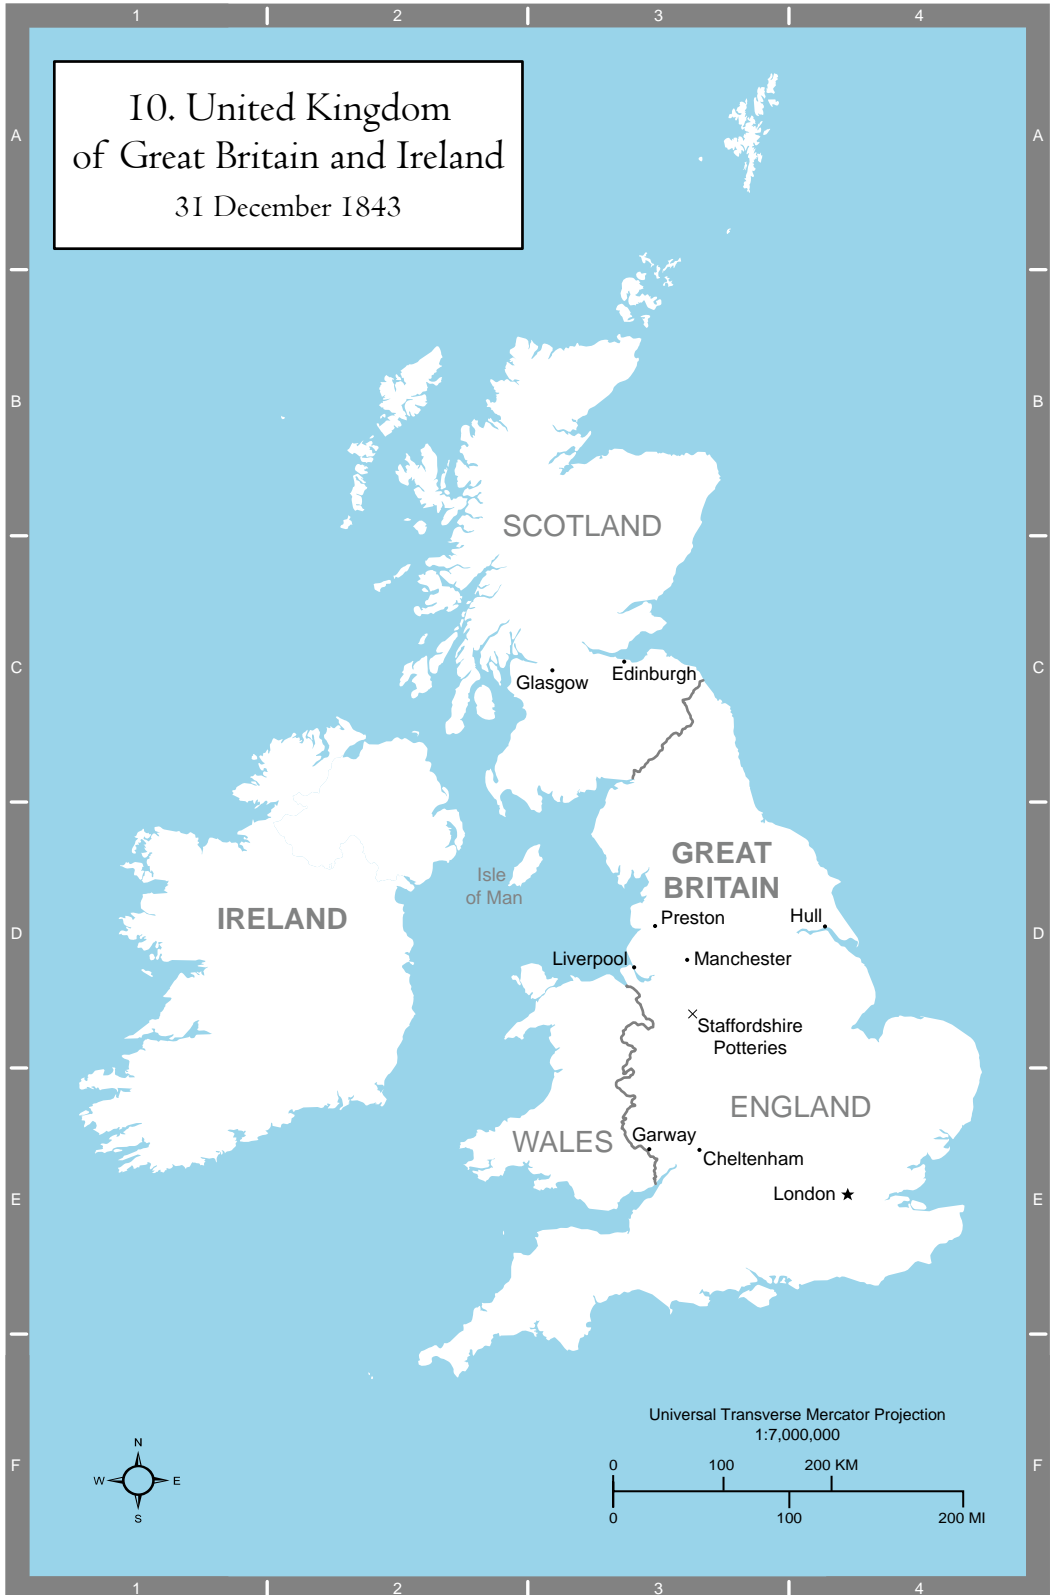 1 2 3 4
10. United Kingdom
of Great Britain and Ireland
31 December 1843
A A
B B
SCOTLAND
C C
Edinburgh
Glasgow
GREAT
BRITAIN
Isle
of Man
IRELAND
Preston
Hull
D D
Liverpool
Manchester
Staffordshire
Potteries
ENGLAND
WALES
Garway
Cheltenham
London
E E
Universal Transverse Mercator Projection
1:7,000,000
0 100 200 KM
0 100 200 MI
N
W E
S
F F
1 2 3 4